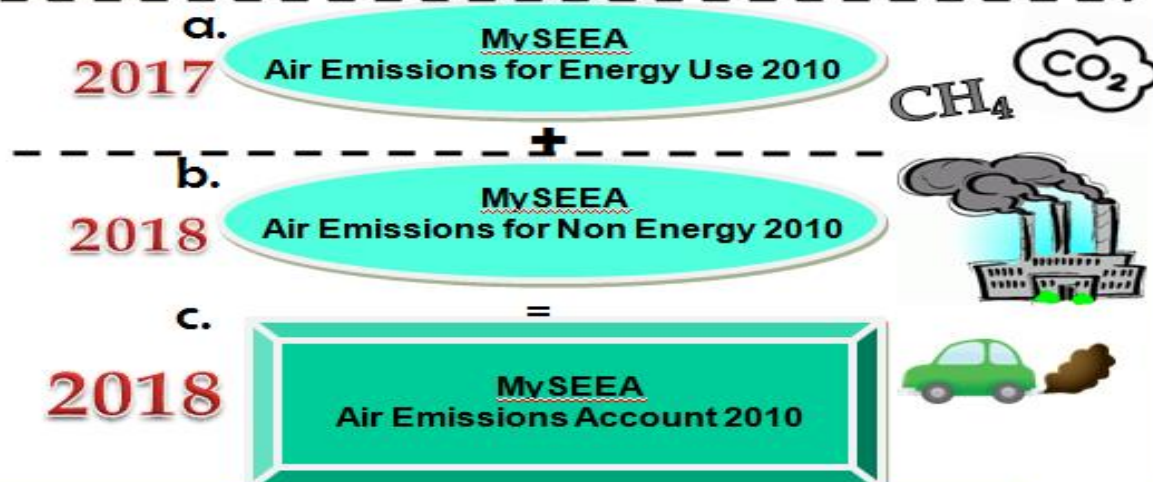 a.
2017
MySEEA
Air Emissions for Energy Use 2010
CH₄
CO₂
+
b.
2018
MySEEA
Air Emissions for Non Energy 2010
=
c.
2018
MySEEA
Air Emissions Account 2010